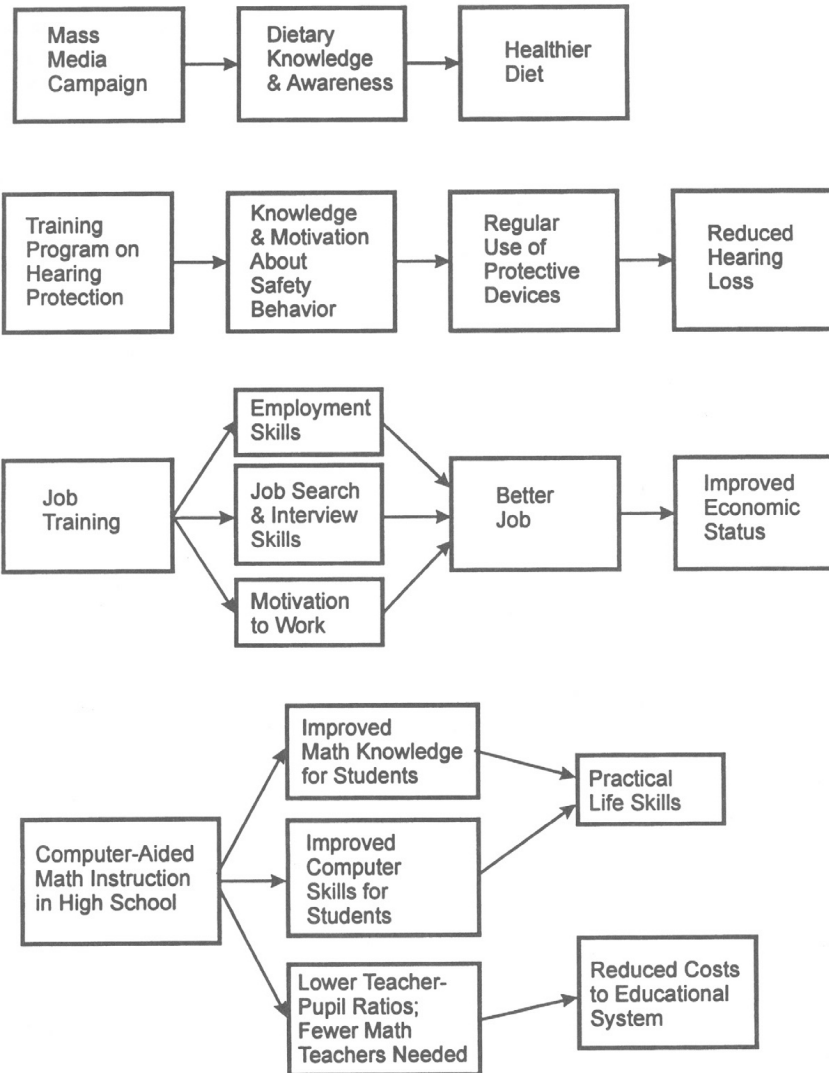 Mass
Media
Campaign
Dietary
Knowledge
& Awareness
Healthier
Diet
Training
Program on
Hearing
Protection
Knowledge
& Motivation
About
Safety
Behavior
Regular
Use of
Protective
Devices
Reduced
Hearing
Loss
Job
Training
Employment
Skills
Job Search
& Interview
Skills
Motivation
to Work
Better
Job
Improved
Economic
Status
Computer-Aided
Math Instruction
in High School
Improved
Math Knowledge
for Students
Improved
Computer
Skills for
Students
Lower Teacher-
Pupil Ratios;
Fewer Math
Teachers Needed
Practical
Life Skills
Reduced Costs
to Educational
System